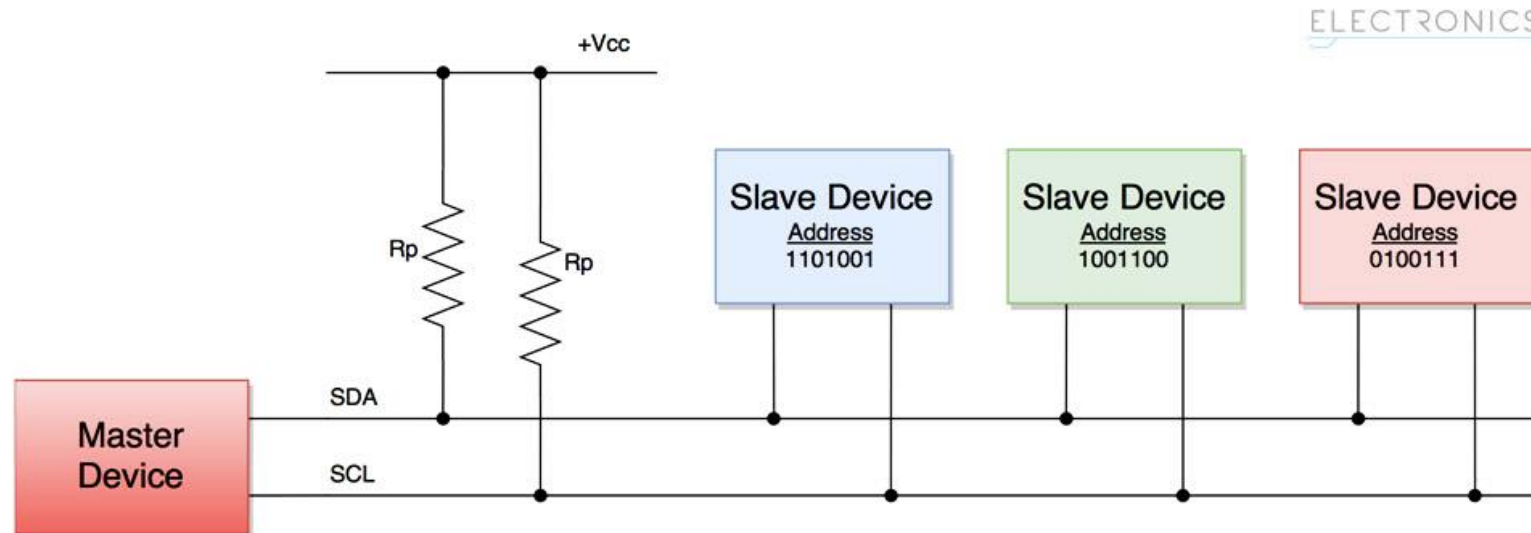 ELECTRONICS
+Vcc
Slave Device
Address
1101001
Slave Device
Address
1001100
Slave Device
Address
0100111
Rp
Rp
SDA
SCL
Master
Device